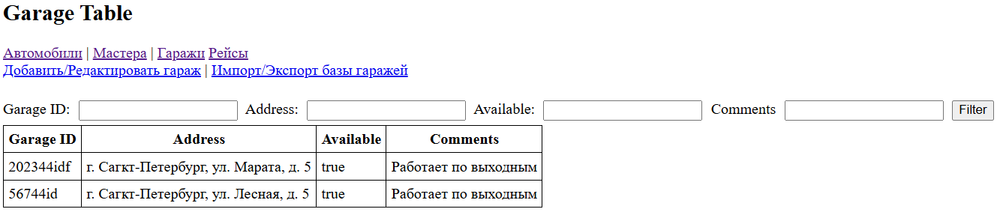 Garage Table
Автомобили | Мастера | Гаражи Рейсы
Добавить/Редактировать гараж | Импорт/Экспорт базы гаражей
Garage ID: Address: Available: Comments Filter
Garage ID Address Available Comments
202344idf г. Сагкт-Петербург, ул. Марата, д. 5 true Работает по выходным
56744id г. Сагкт-Петербург, ул. Лесная, д. 5 true Работает по выходным